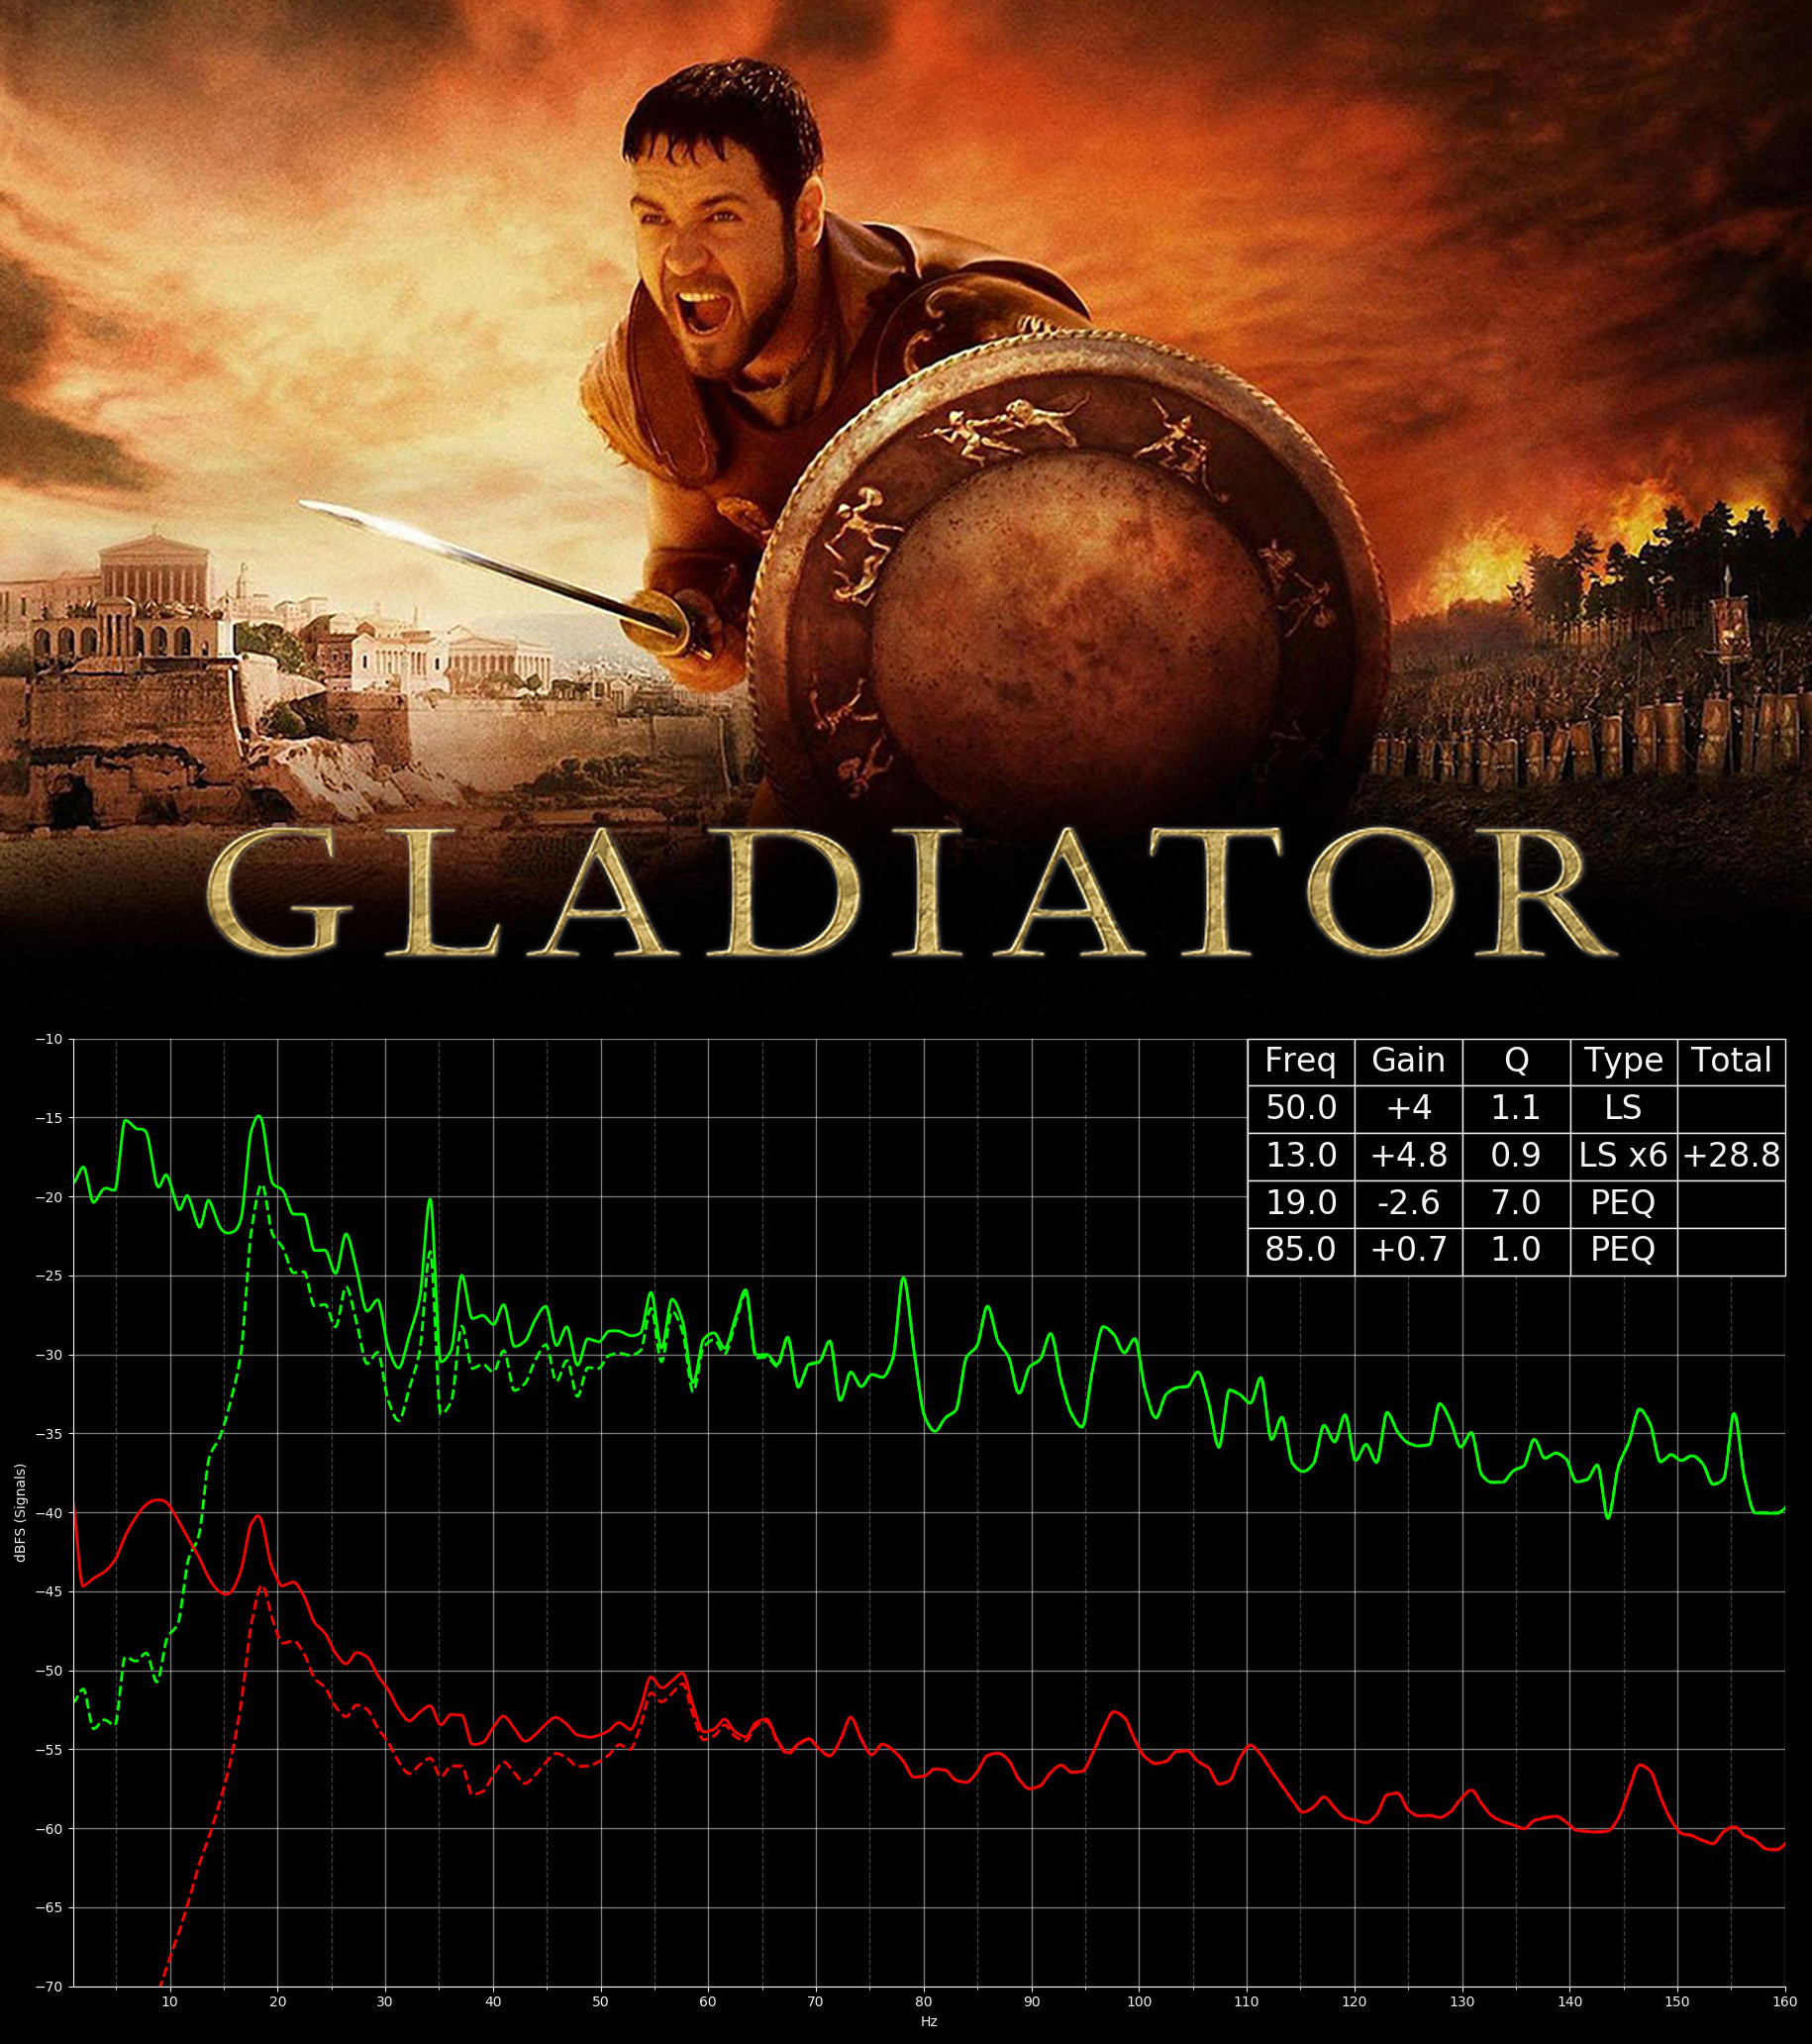 GLADIATOR
Freq Gain Q Type Total
50.0 +4 1.1 LS
13.0 +4.8 0.9 LS x6 +28.8
19.0 -2.6 7.0 PEQ
85.0 +0.7 1.0 PEQ
−10
−15
−20
−25
−30
−35
−40
−45
−50
−55
−60
−65
−70
dBFS (Signals)
10 20 30 40 50 60 70 80 90 100 110 120 130 140 150 160
Hz